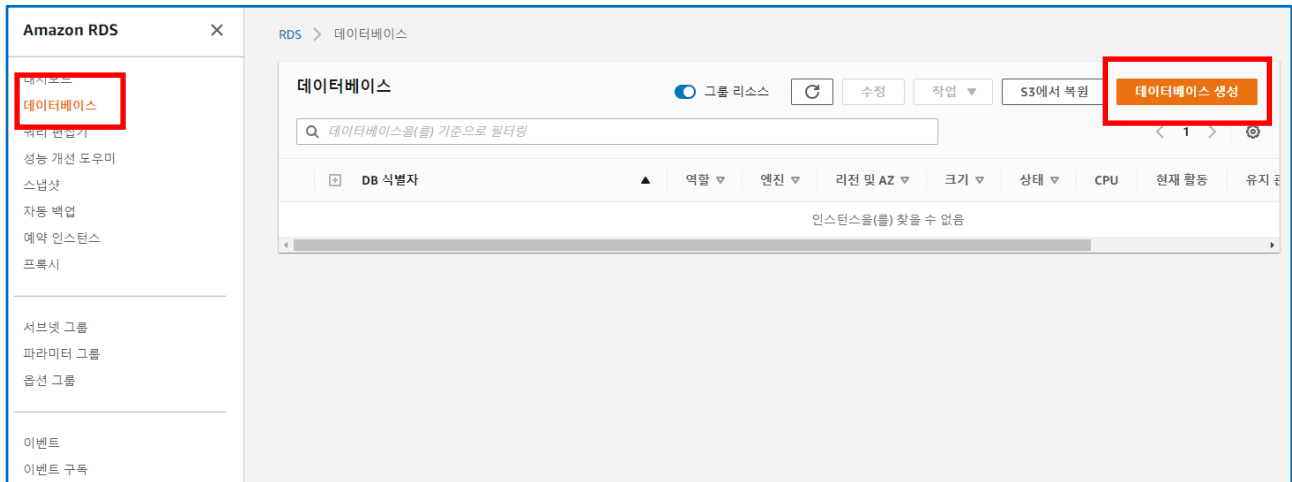 Amazon RDS
RDS > 데이터베이스
데이터베이스
쿼리 편집기
성능 개선 도우미
스냅샷
자동 백업
예약 인스턴스
프록시
서브넷 그룹
파라미터 그룹
옵션 그룹
이벤트
이벤트 구독
데이터베이스
그룹 리소스
수정
작업
S3에서 복원
데이터베이스 생성
데이터베이스을(를) 기준으로 필터링
1
DB 식별자 역할 엔진 리전 및 AZ 크기 상태 CPU 현재 활동 유지
인스턴스을(를) 찾을 수 없음